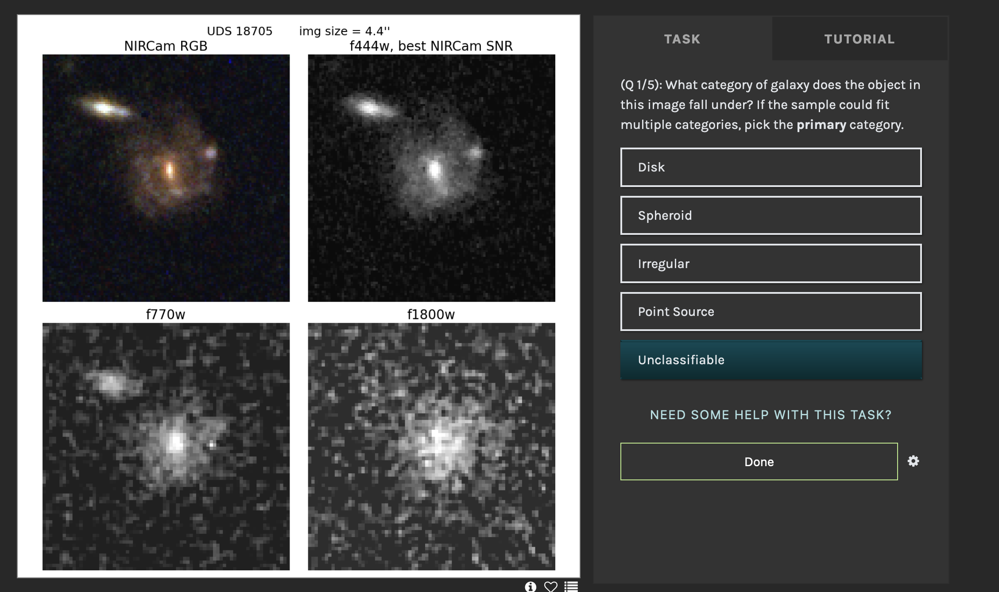 UDS 18705 img size = 4.4''
NIRCam RGB
f444w, best NIRCam SNR
f770w
f1800w
TASK
TUTORIAL
(Q 1/5): What category of galaxy does the object in
this image fall under? If the sample could fit
multiple categories, pick the primary category.
Disk
Spheroid
Irregular
Point Source
Unclassifiable
NEED SOME HELP WITH THIS TASK?
Done